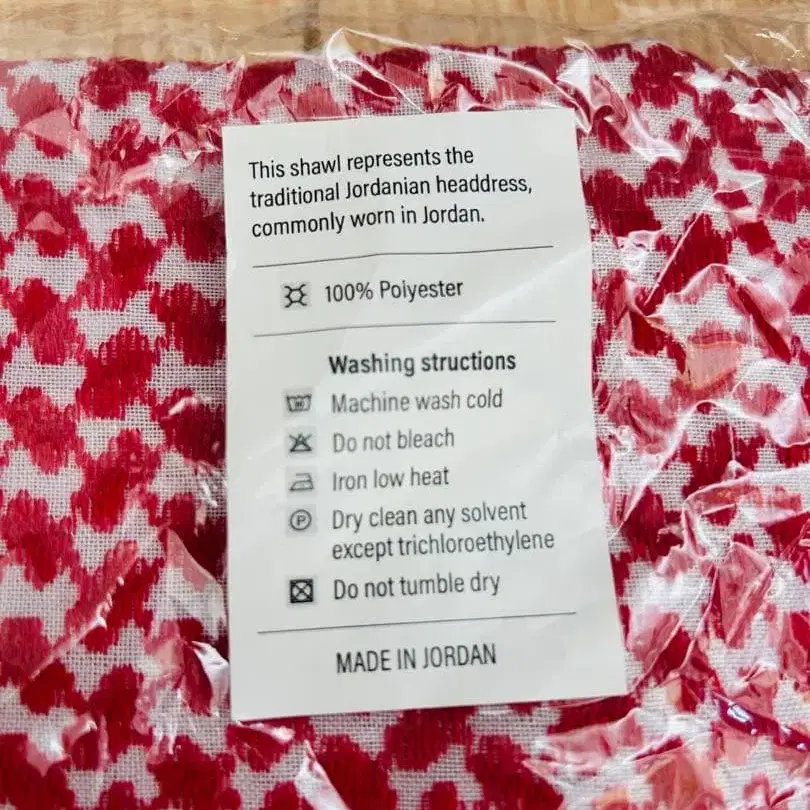 This shawl represents the
traditional Jordanian headdress,
commonly worn in Jordan.
100% Polyester
Washing structions
Machine wash cold
Do not bleach
Iron low heat
P Dry clean any solvent
except trichloroethylene
Do not tumble dry
MADE IN JORDAN